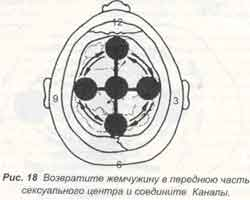 12
9
3
6
Рис. 18 Возвратите жемчужину в переднюю часть
сексуального центра и соедините Каналы.